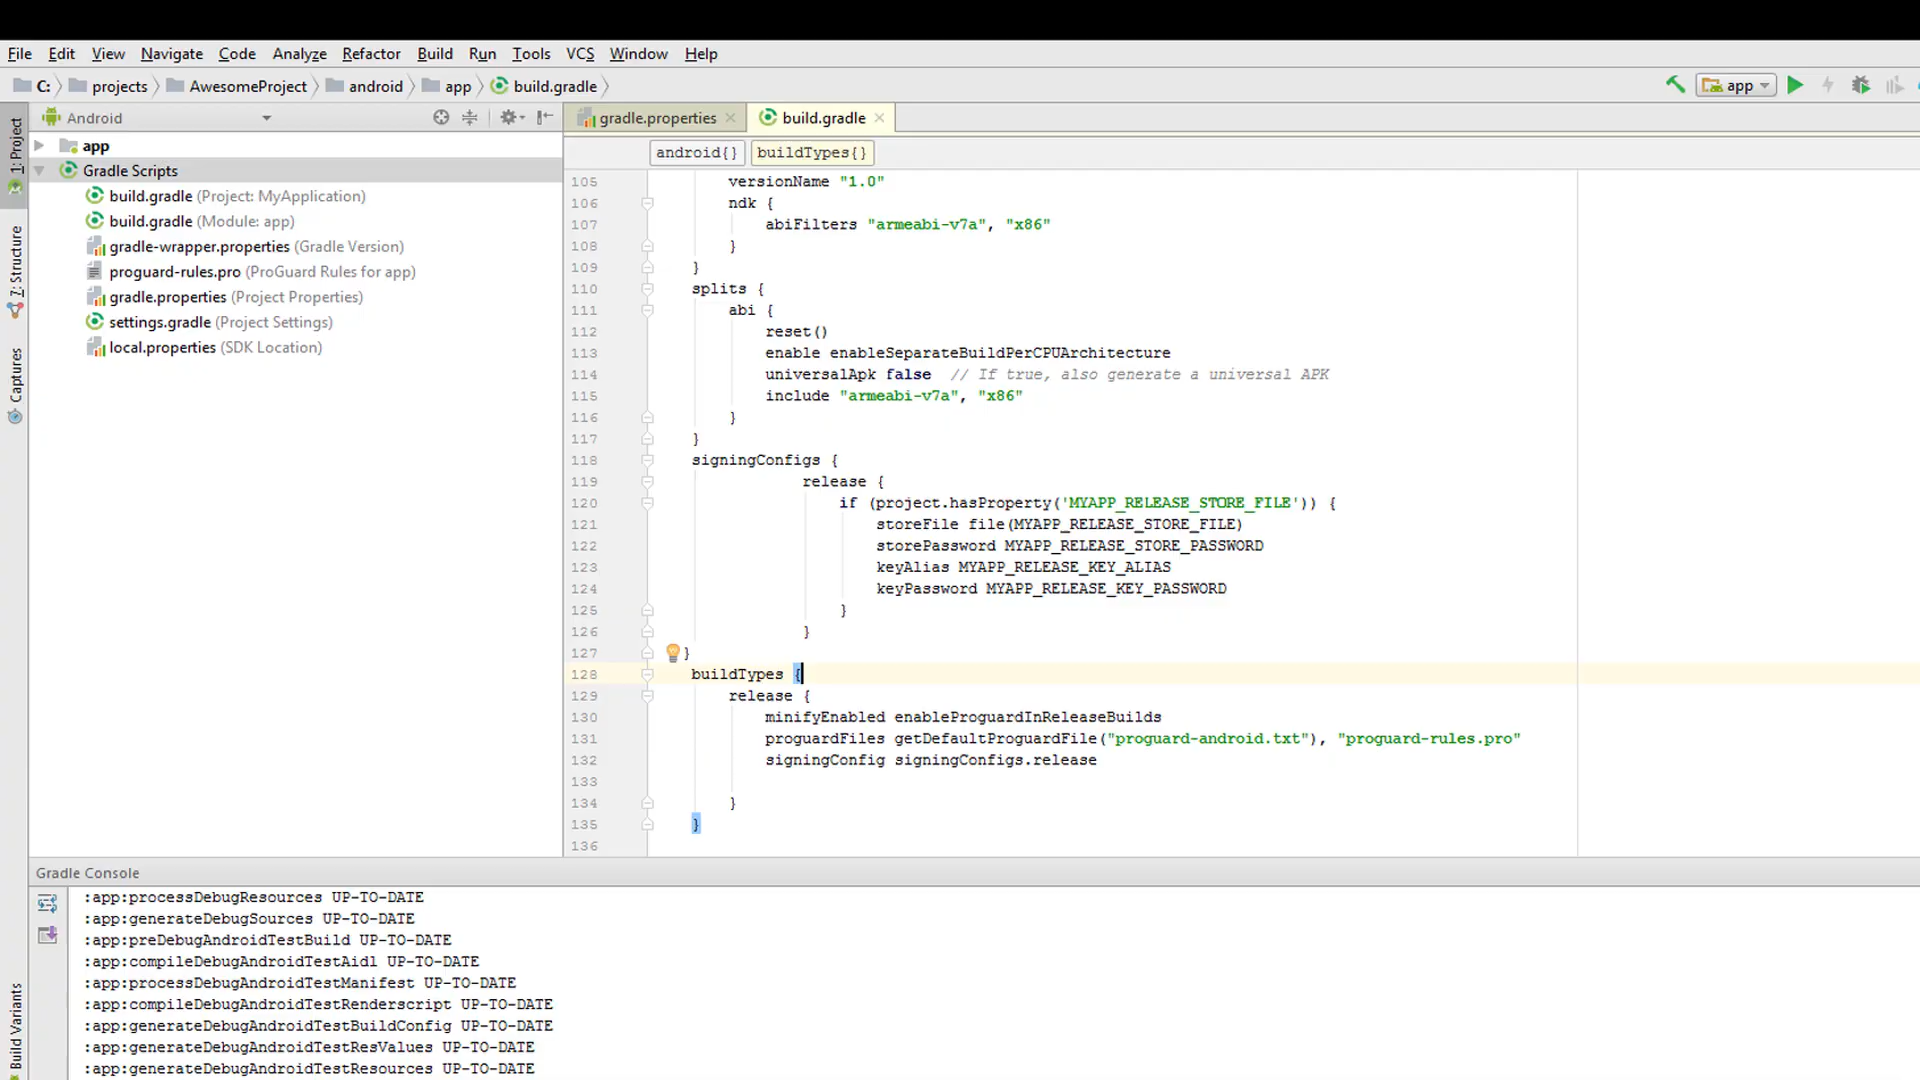 File Edit View Navigate Code Analyze Refactor Build Run Tools VCS Window Help
C: projects AwesomeProject android app build.gradle
app
Android
gradle.properties build.gradle
1: Project
7: Structure
Captures
Build Variants
app
Gradle Scripts
build.gradle (Project: MyApplication)
build.gradle (Module: app)
gradle-wrapper.properties (Gradle Version)
proguard-rules.pro (ProGuard Rules for app)
gradle.properties (Project Properties)
settings.gradle (Project Settings)
local.properties (SDK Location)
android{} buildTypes{}
105 versionName "1.0"
106 ndk {
107 abiFilters "armeabi-v7a", "x86"
108 }
109 }
110 splits {
111 abi {
112 reset()
113 enable enableSeparateBuildPerCPUArchitecture
114 universalApk false // If true, also generate a universal APK
115 include "armeabi-v7a", "x86"
116 }
117 }
118 signingConfigs {
119 release {
120 if (project.hasProperty('MYAPP_RELEASE_STORE_FILE')) {
121 storeFile file(MYAPP_RELEASE_STORE_FILE)
122 storePassword MYAPP_RELEASE_STORE_PASSWORD
123 keyAlias MYAPP_RELEASE_KEY_ALIAS
124 keyPassword MYAPP_RELEASE_KEY_PASSWORD
125 }
126 }
127 }
128 buildTypes {
129 release {
130 minifyEnabled enableProguardInReleaseBuilds
131 proguardFiles getDefaultProguardFile("proguard-android.txt"), "proguard-rules.pro"
132 signingConfig signingConfigs.release
133
134 }
135 }
136
Gradle Console
:app:processDebugResources UP-TO-DATE
:app:generateDebugSources UP-TO-DATE
:app:preDebugAndroidTestBuild UP-TO-DATE
:app:compileDebugAndroidTestAidl UP-TO-DATE
:app:processDebugAndroidTestManifest UP-TO-DATE
:app:compileDebugAndroidTestRenderscript UP-TO-DATE
:app:generateDebugAndroidTestBuildConfig UP-TO-DATE
:app:generateDebugAndroidTestResValues UP-TO-DATE
:app:generateDebugAndroidTestResources UP-TO-DATE